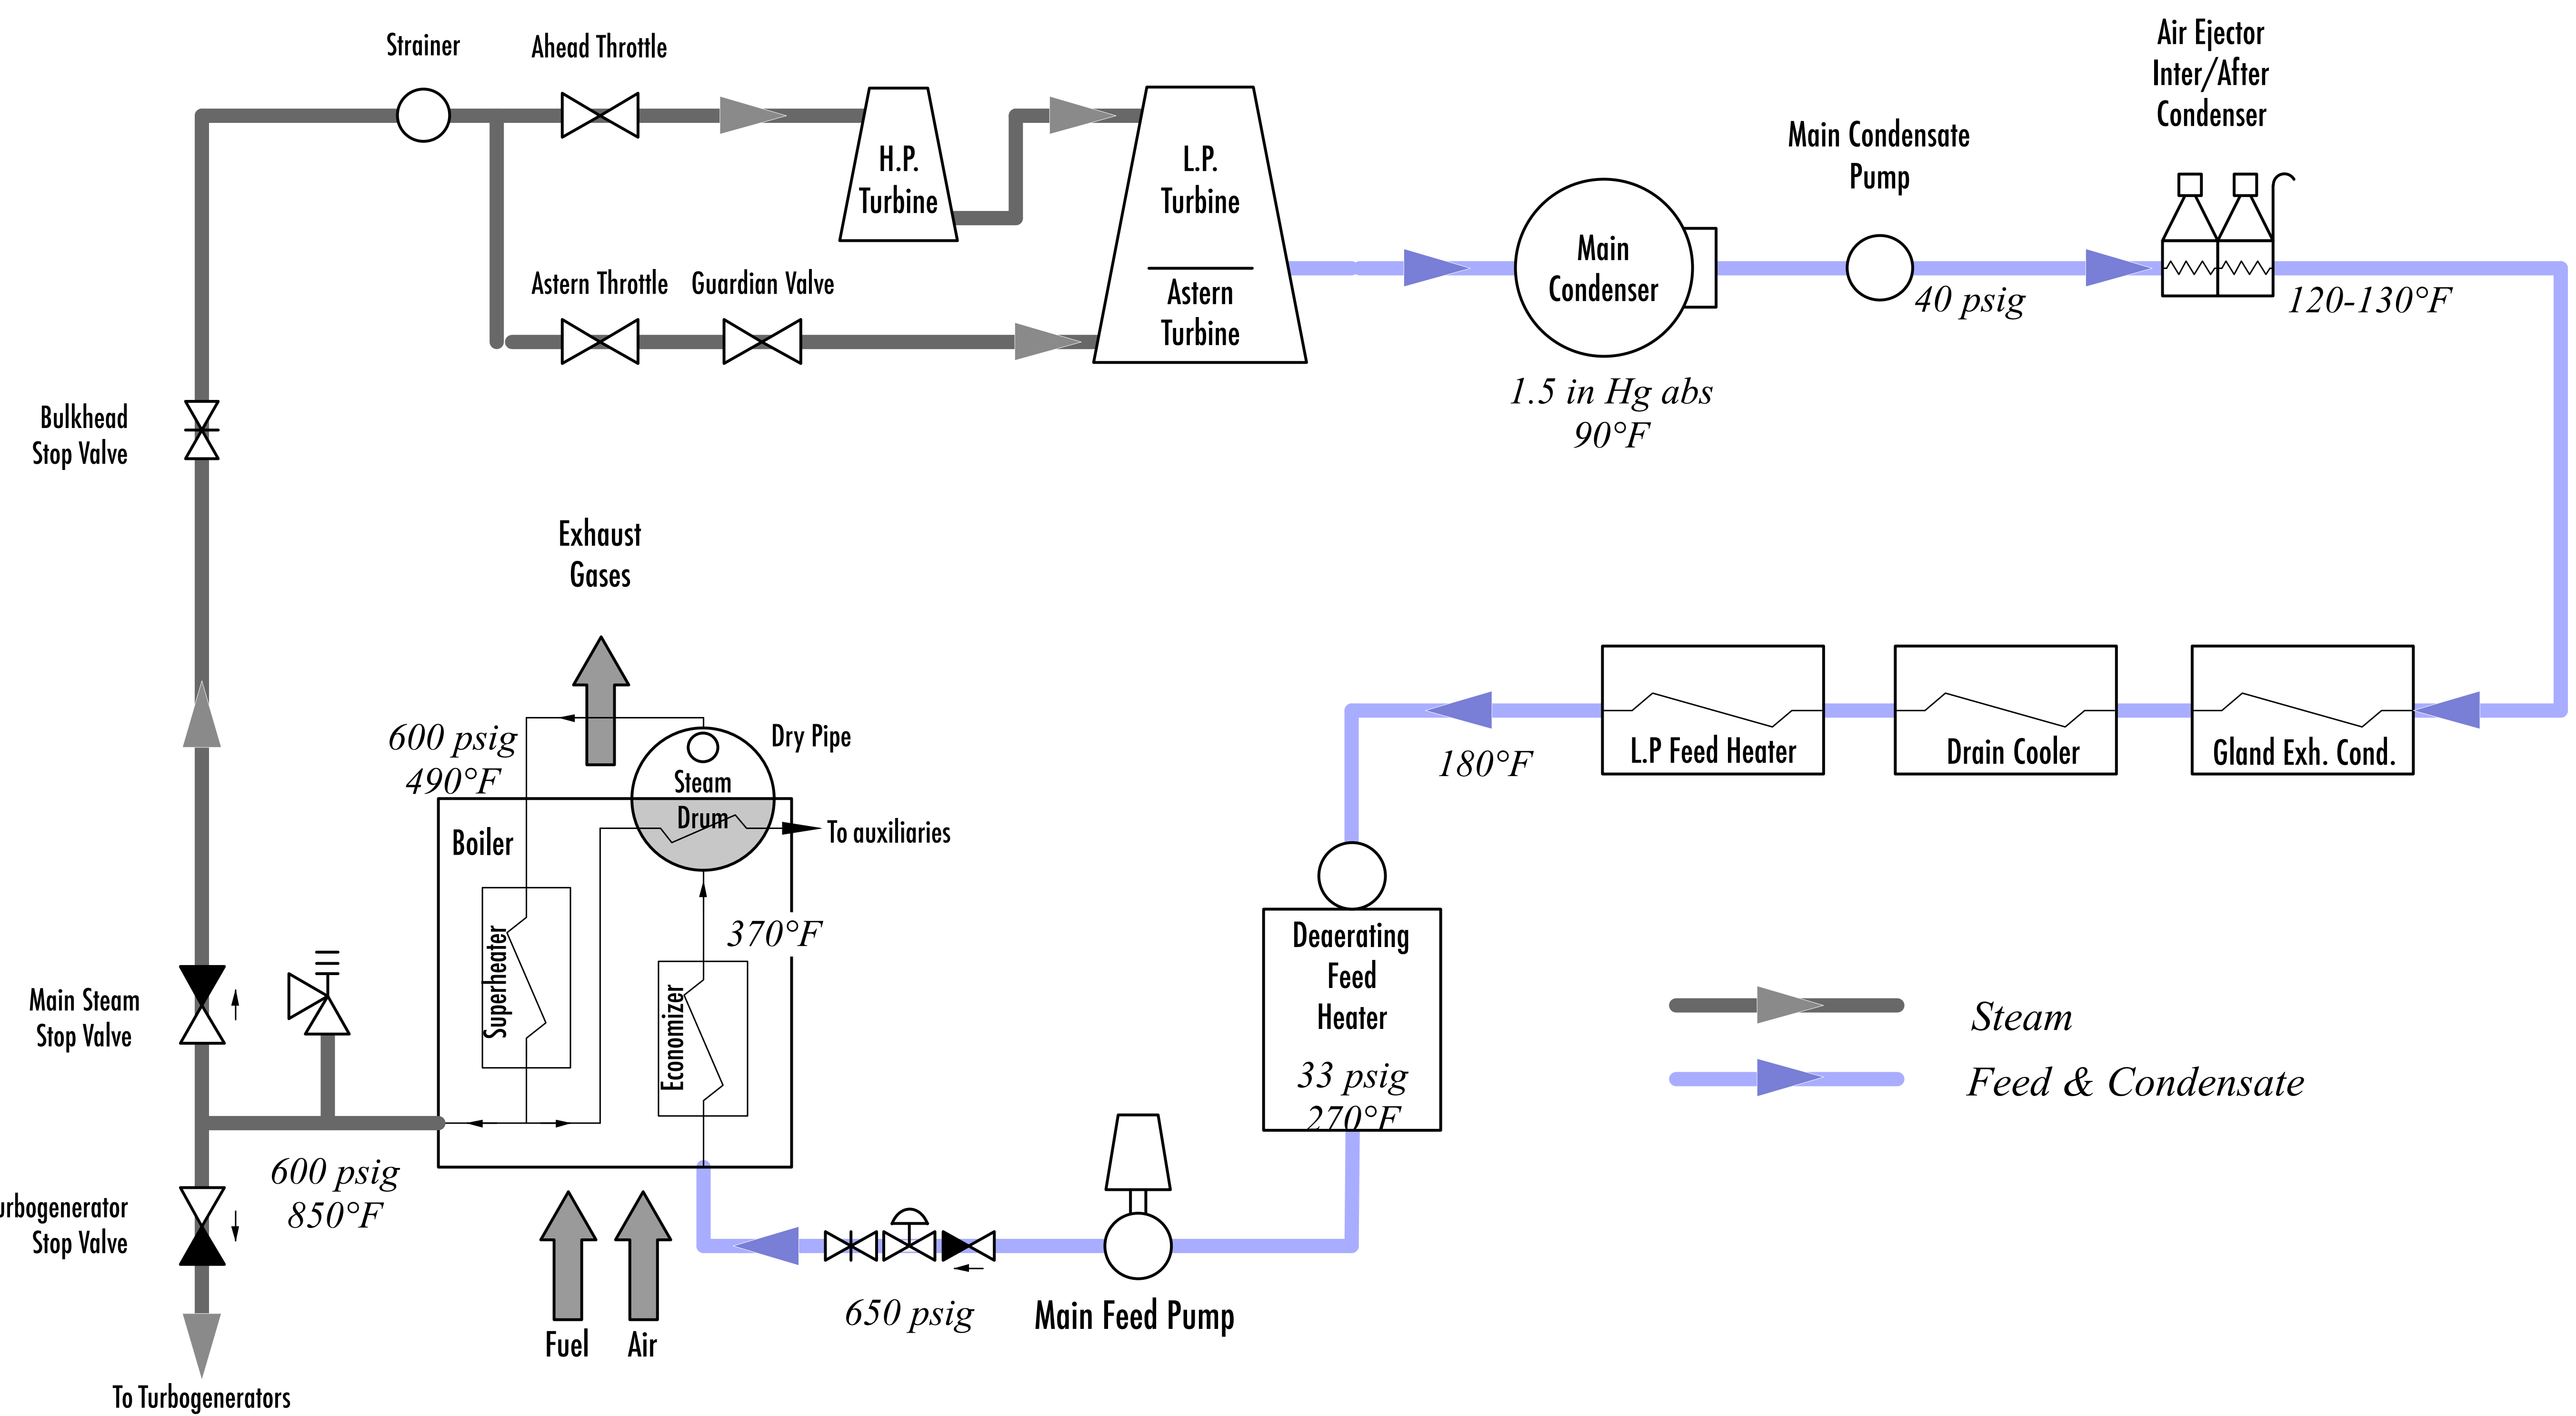 Strainer
Ahead Throttle
Air Ejector
Inter/After
Condenser
Main Condensate
Pump
H.P.
Turbine
L.P.
Turbine
Astern
Turbine
Main
Condenser
Astern Throttle
Guardian Valve
40 psig
120-130°F
1.5 in Hg abs
90°F
Bulkhead
Stop Valve
Exhaust
Gases
600 psig
490°F
Dry Pipe
Steam
Drum
To auxiliaries
Boiler
Superheater
Economizer
370°F
180°F
L.P Feed Heater
Drain Cooler
Gland Exh. Cond.
Deaerating
Feed
Heater
33 psig
270°F
Main Steam
Stop Valve
Steam
Feed & Condensate
600 psig
850°F
urbogenerator
Stop Valve
650 psig
Main Feed Pump
Fuel
Air
To Turbogenerators